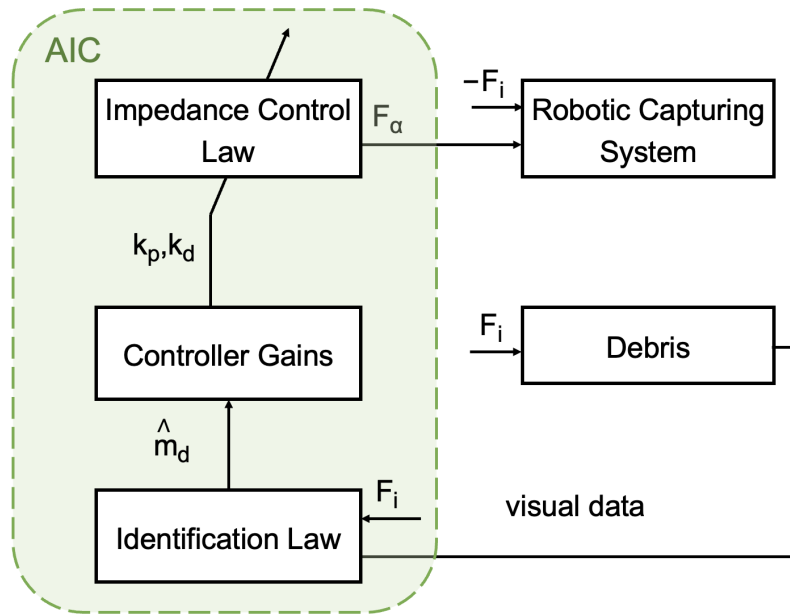 AIC
Impedance Control
Law
Fα
−Fi
Robotic Capturing
System
kp,kd
Controller Gains
Fi
Debris
m̂d
Identification Law
Fi
visual data